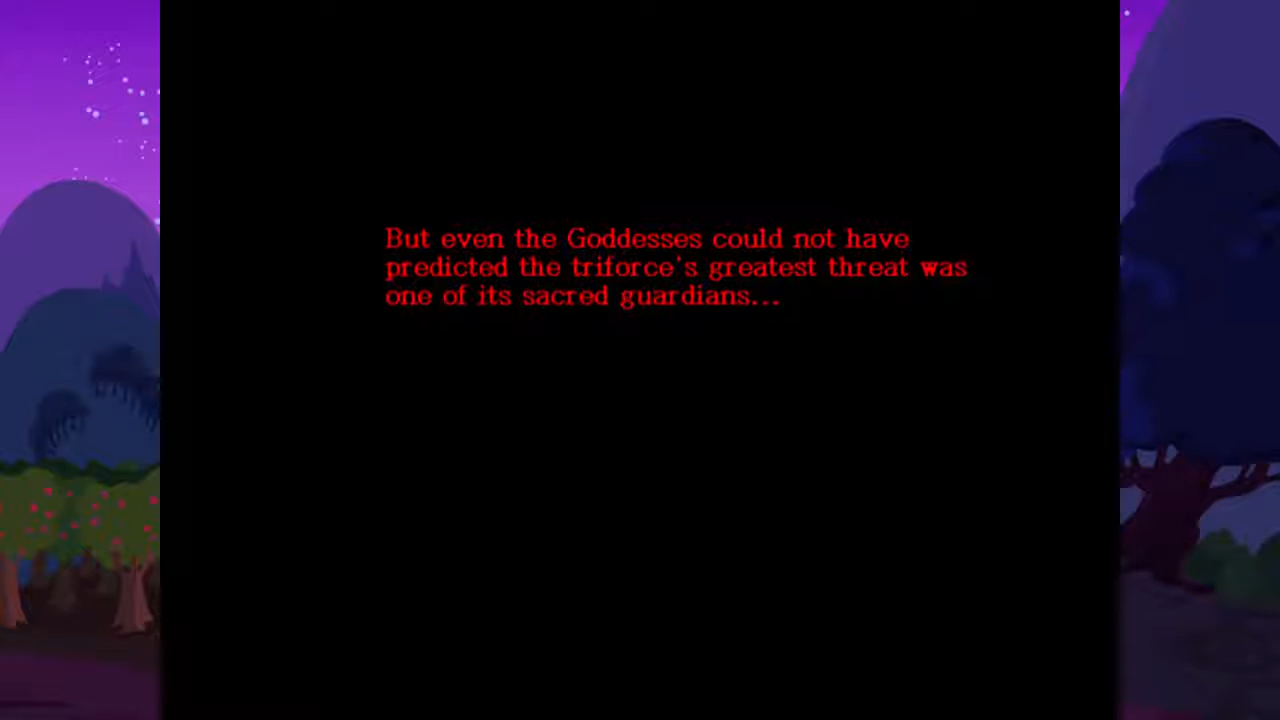 But even the Goddesses could not have
predicted the triforce's greatest threat was
one of its sacred guardians...